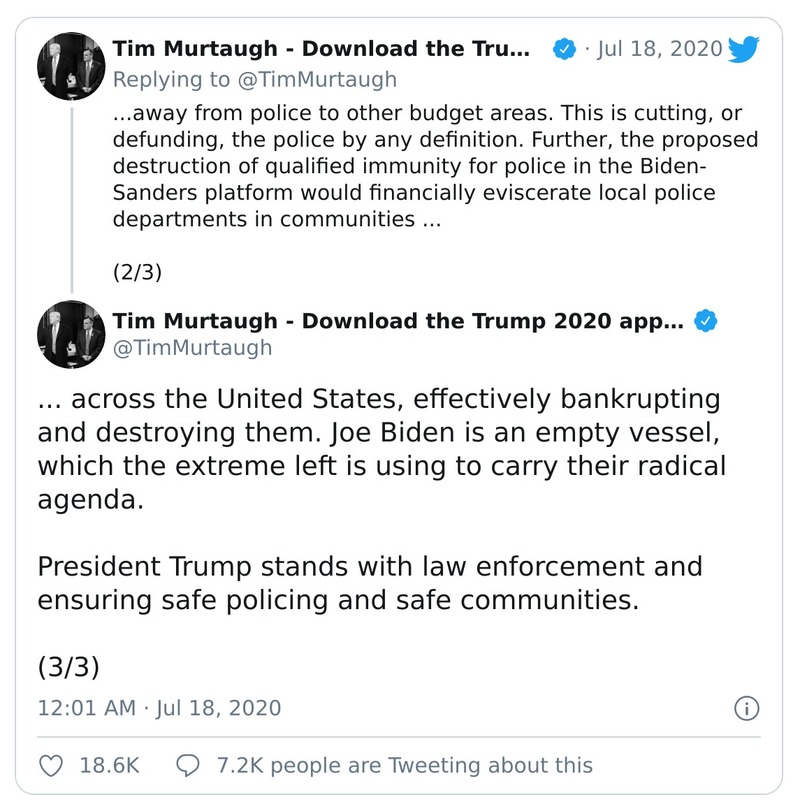 Tim Murtaugh - Download the Tru... · Jul 18, 2020
Replying to @TimMurtaugh
...away from police to other budget areas. This is cutting, or
defunding, the police by any definition. Further, the proposed
destruction of qualified immunity for police in the Biden-
Sanders platform would financially eviscerate local police
departments in communities ...
(2/3)
Tim Murtaugh - Download the Trump 2020 app...
@TimMurtaugh
... across the United States, effectively bankrupting
and destroying them. Joe Biden is an empty vessel,
which the extreme left is using to carry their radical
agenda.
President Trump stands with law enforcement and
ensuring safe policing and safe communities.
(3/3)
12:01 AM · Jul 18, 2020
18.6K 7.2K people are Tweeting about this